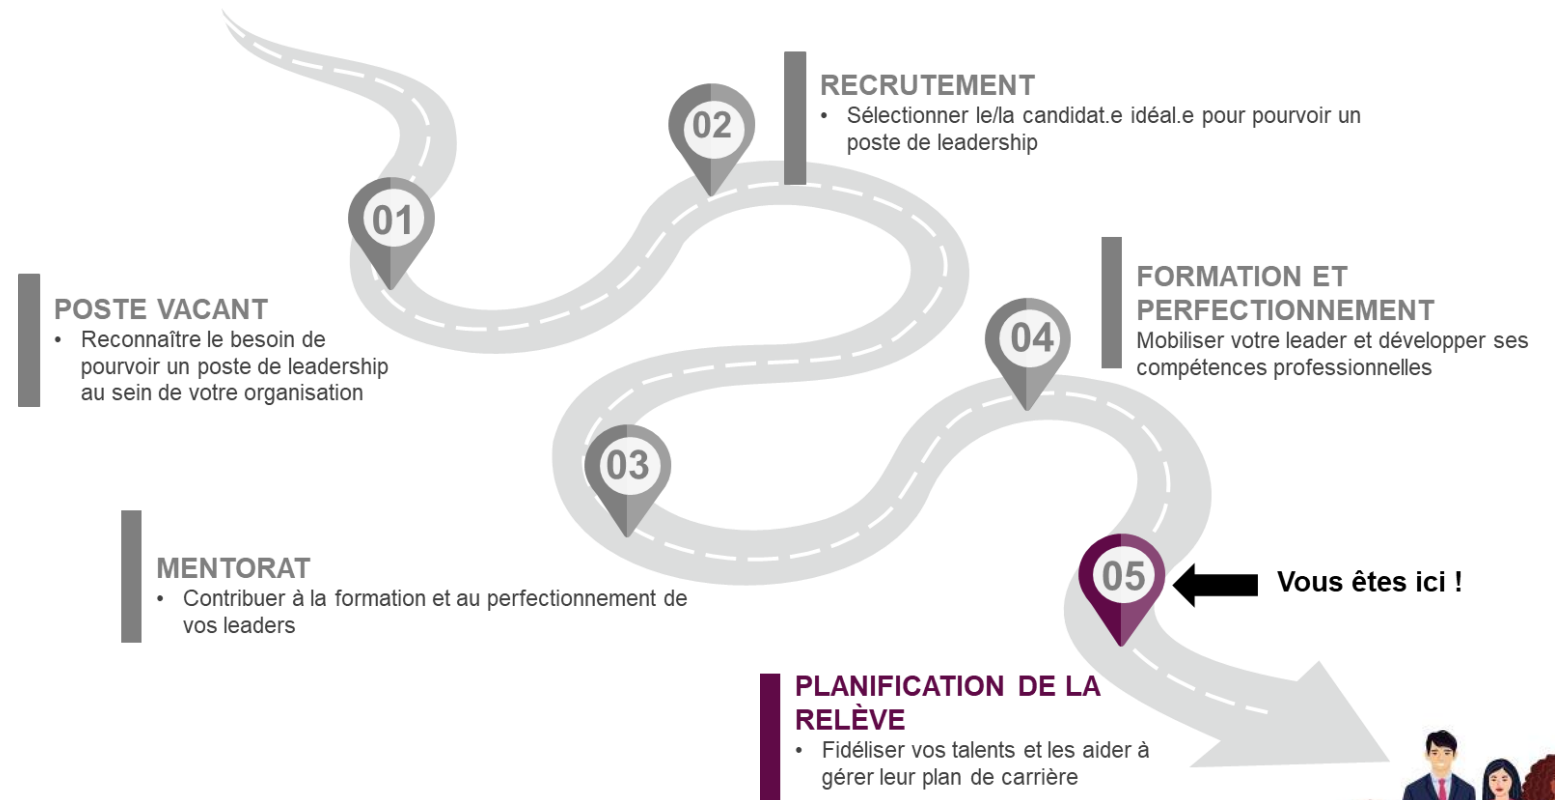 01
POSTE VACANT
• Reconnaître le besoin de
pourvoir un poste de leadership
au sein de votre organisation
02
RECRUTEMENT
• Sélectionner le/la candidat.e idéal.e pour pourvoir un
poste de leadership
03
MENTORAT
• Contribuer à la formation et au perfectionnement de
vos leaders
04
FORMATION ET
PERFECTIONNEMENT
Mobiliser votre leader et développer ses
compétences professionnelles
05
Vous êtes ici !
PLANIFICATION DE LA
RELÈVE
• Fidéliser vos talents et les aider à
gérer leur plan de carrière